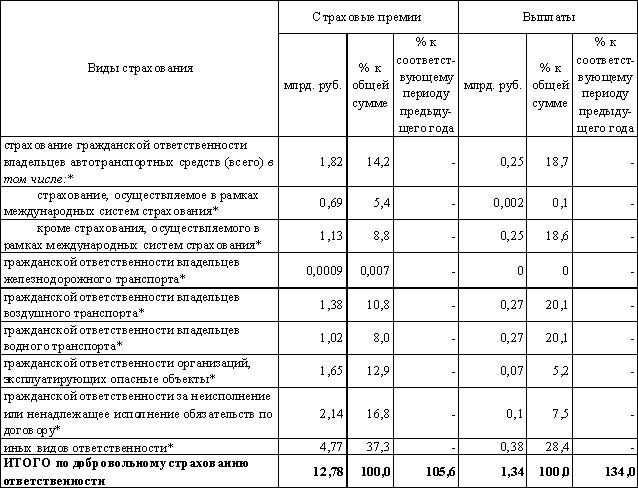 Виды страхования
Страховые премии
Выплаты
млрд. руб.
% к
общей
сумме
% к
соответст-
вующему
периоду
предыду-
щего года
млрд. руб.
% к
общей
сумме
% к
соответст-
вующему
периоду
предыду-
щего года
страхование гражданской ответственности
владельцев автотранспортных средств (всего) в
том числе:* 1,82 14,2 - 0,25 18,7 -
страхование, осуществляемое в рамках
международных систем страхования* 0,69 5,4 - 0,002 0,1 -
кроме страхования, осуществляемого в
рамках международных систем страхования* 1,13 8,8 - 0,25 18,6 -
гражданской ответственности владельцев
железнодорожного транспорта* 0,0009 0,007 - 0 0
гражданской ответственности владельцев
воздушного транспорта* 1,38 10,8 - 0,27 20,1 -
гражданской ответственности владельцев
водного транспорта* 1,02 8,0 - 0,27 20,1 -
гражданской ответственности организаций,
эксплуатирующих опасные объекты* 1,65 12,9 - 0,07 5,2 -
гражданской ответственности за неисполнение
или ненадлежащее исполнение обязательств по
договору* 2,14 16,8 - 0,1 7,5 -
иных видов ответственности* 4,77 37,3 - 0,38 28,4 -
ИТОГО по добровольному страхованию
ответственности 12,78 100,0 105,6 1,34 100,0 134,0